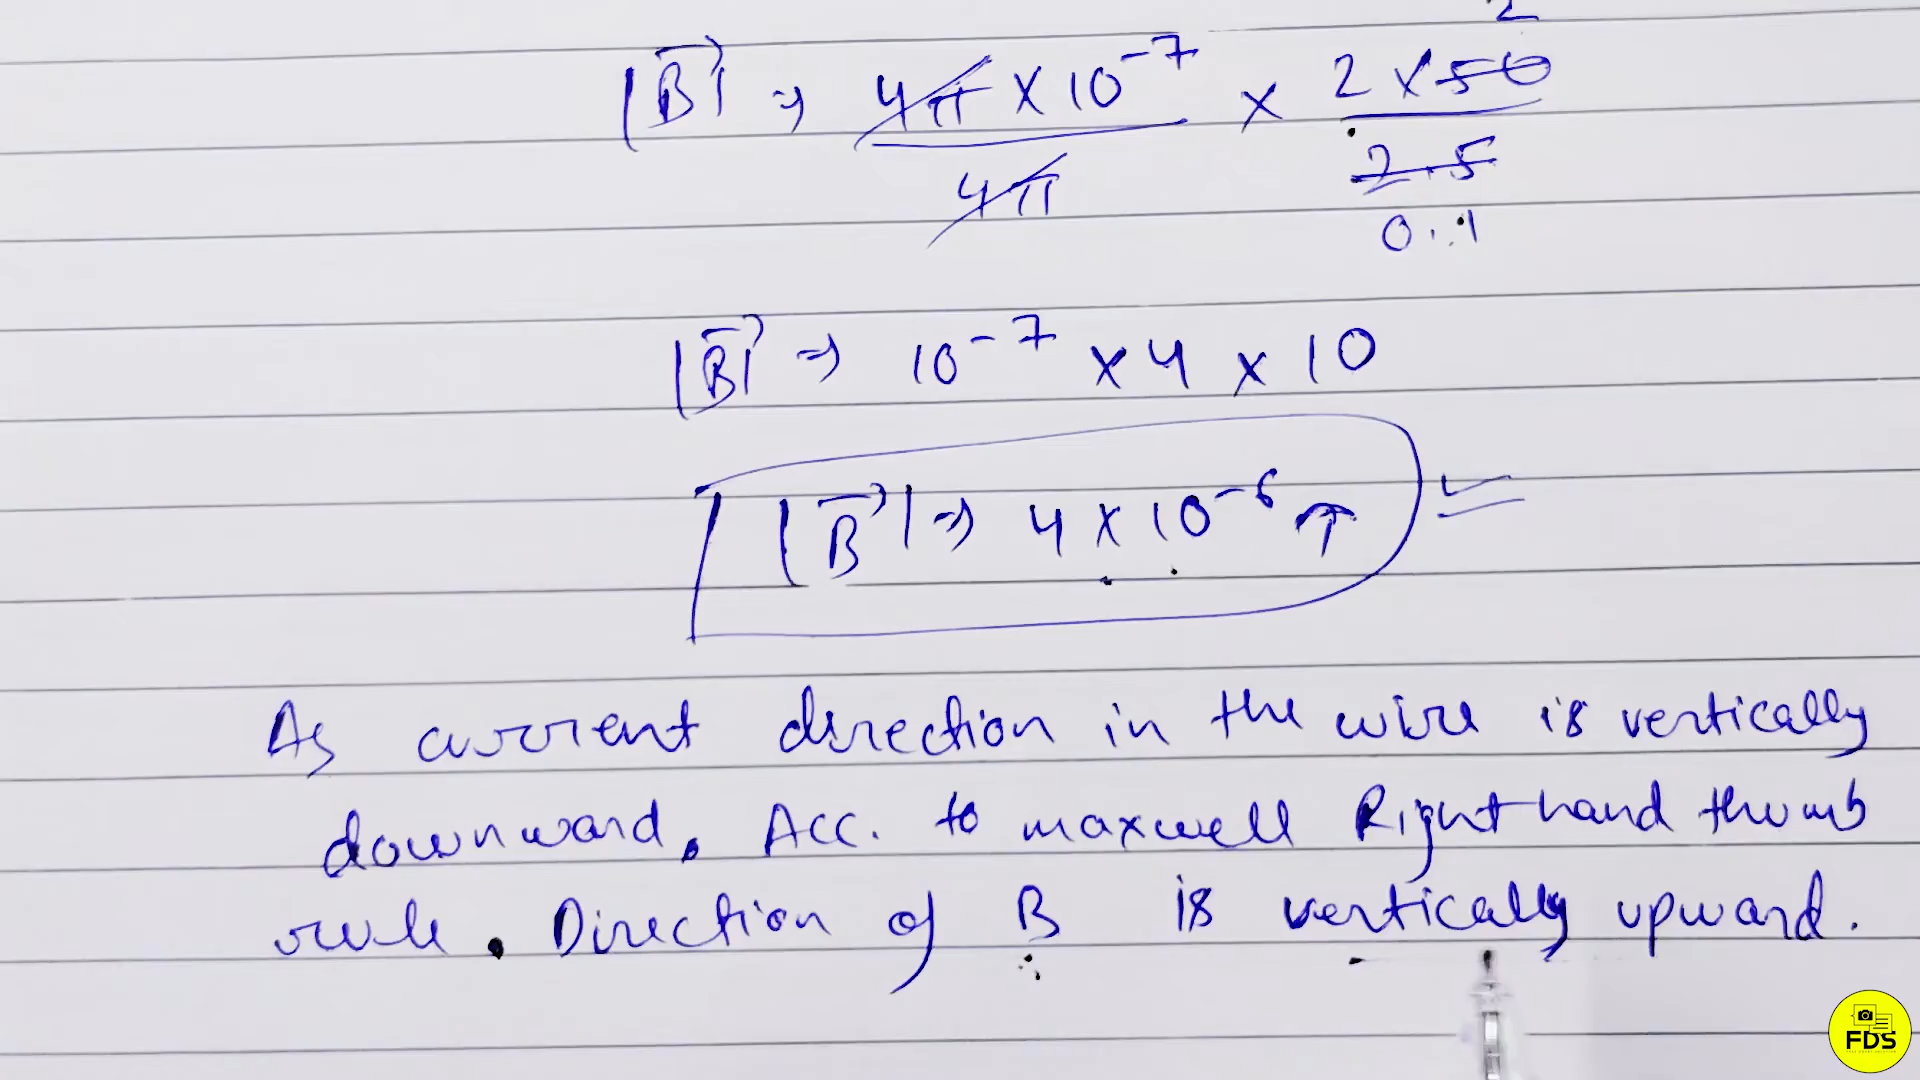 2
|B⃗| ⇒ 4π × 10⁻⁷ × 2 × 50
4π 2.5
0.1
|B⃗| ⇒ 10⁻⁷ × 4 × 10
|B⃗| ⇒ 4 × 10⁻⁶ T
As current direction in the wire is vertically
downward. Acc. to maxwell Right hand thumb
rule. Direction of B is vertically upward.
FDS